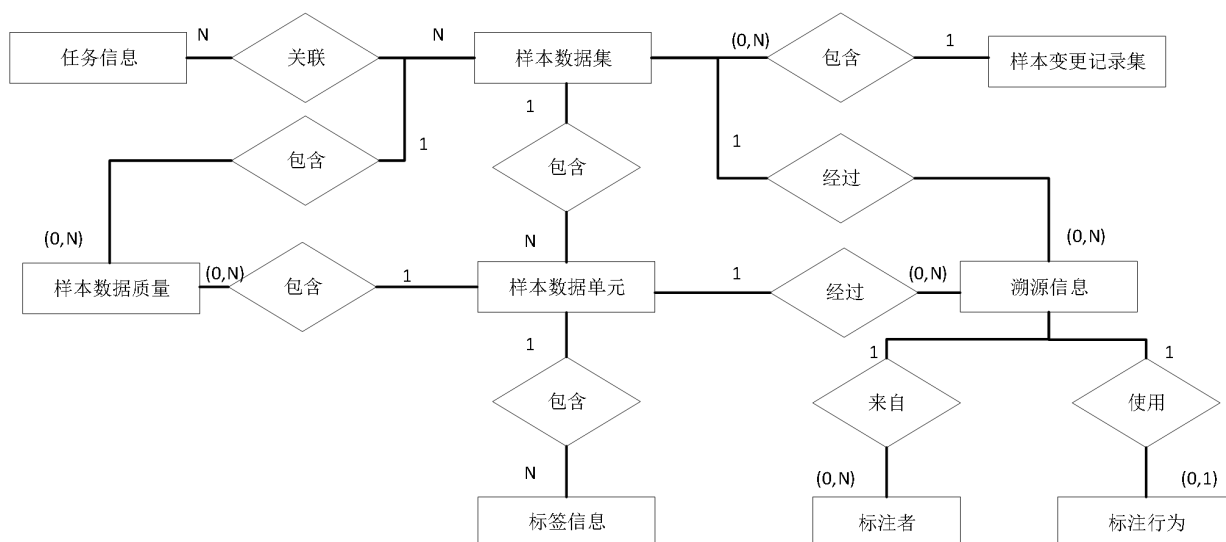 任务信息
N
关联
N
样本数据集
(0,N)
包含
1
样本变更记录集
包含
1
1
包含
1
经过
(0,N)
N
(0,N)
样本数据质量
(0,N)
包含
1
样本数据单元
1
经过
(0,N)
溯源信息
1
包含
1
来自
1
使用
N
(0,N)
(0,1)
标签信息
标注者
标注行为